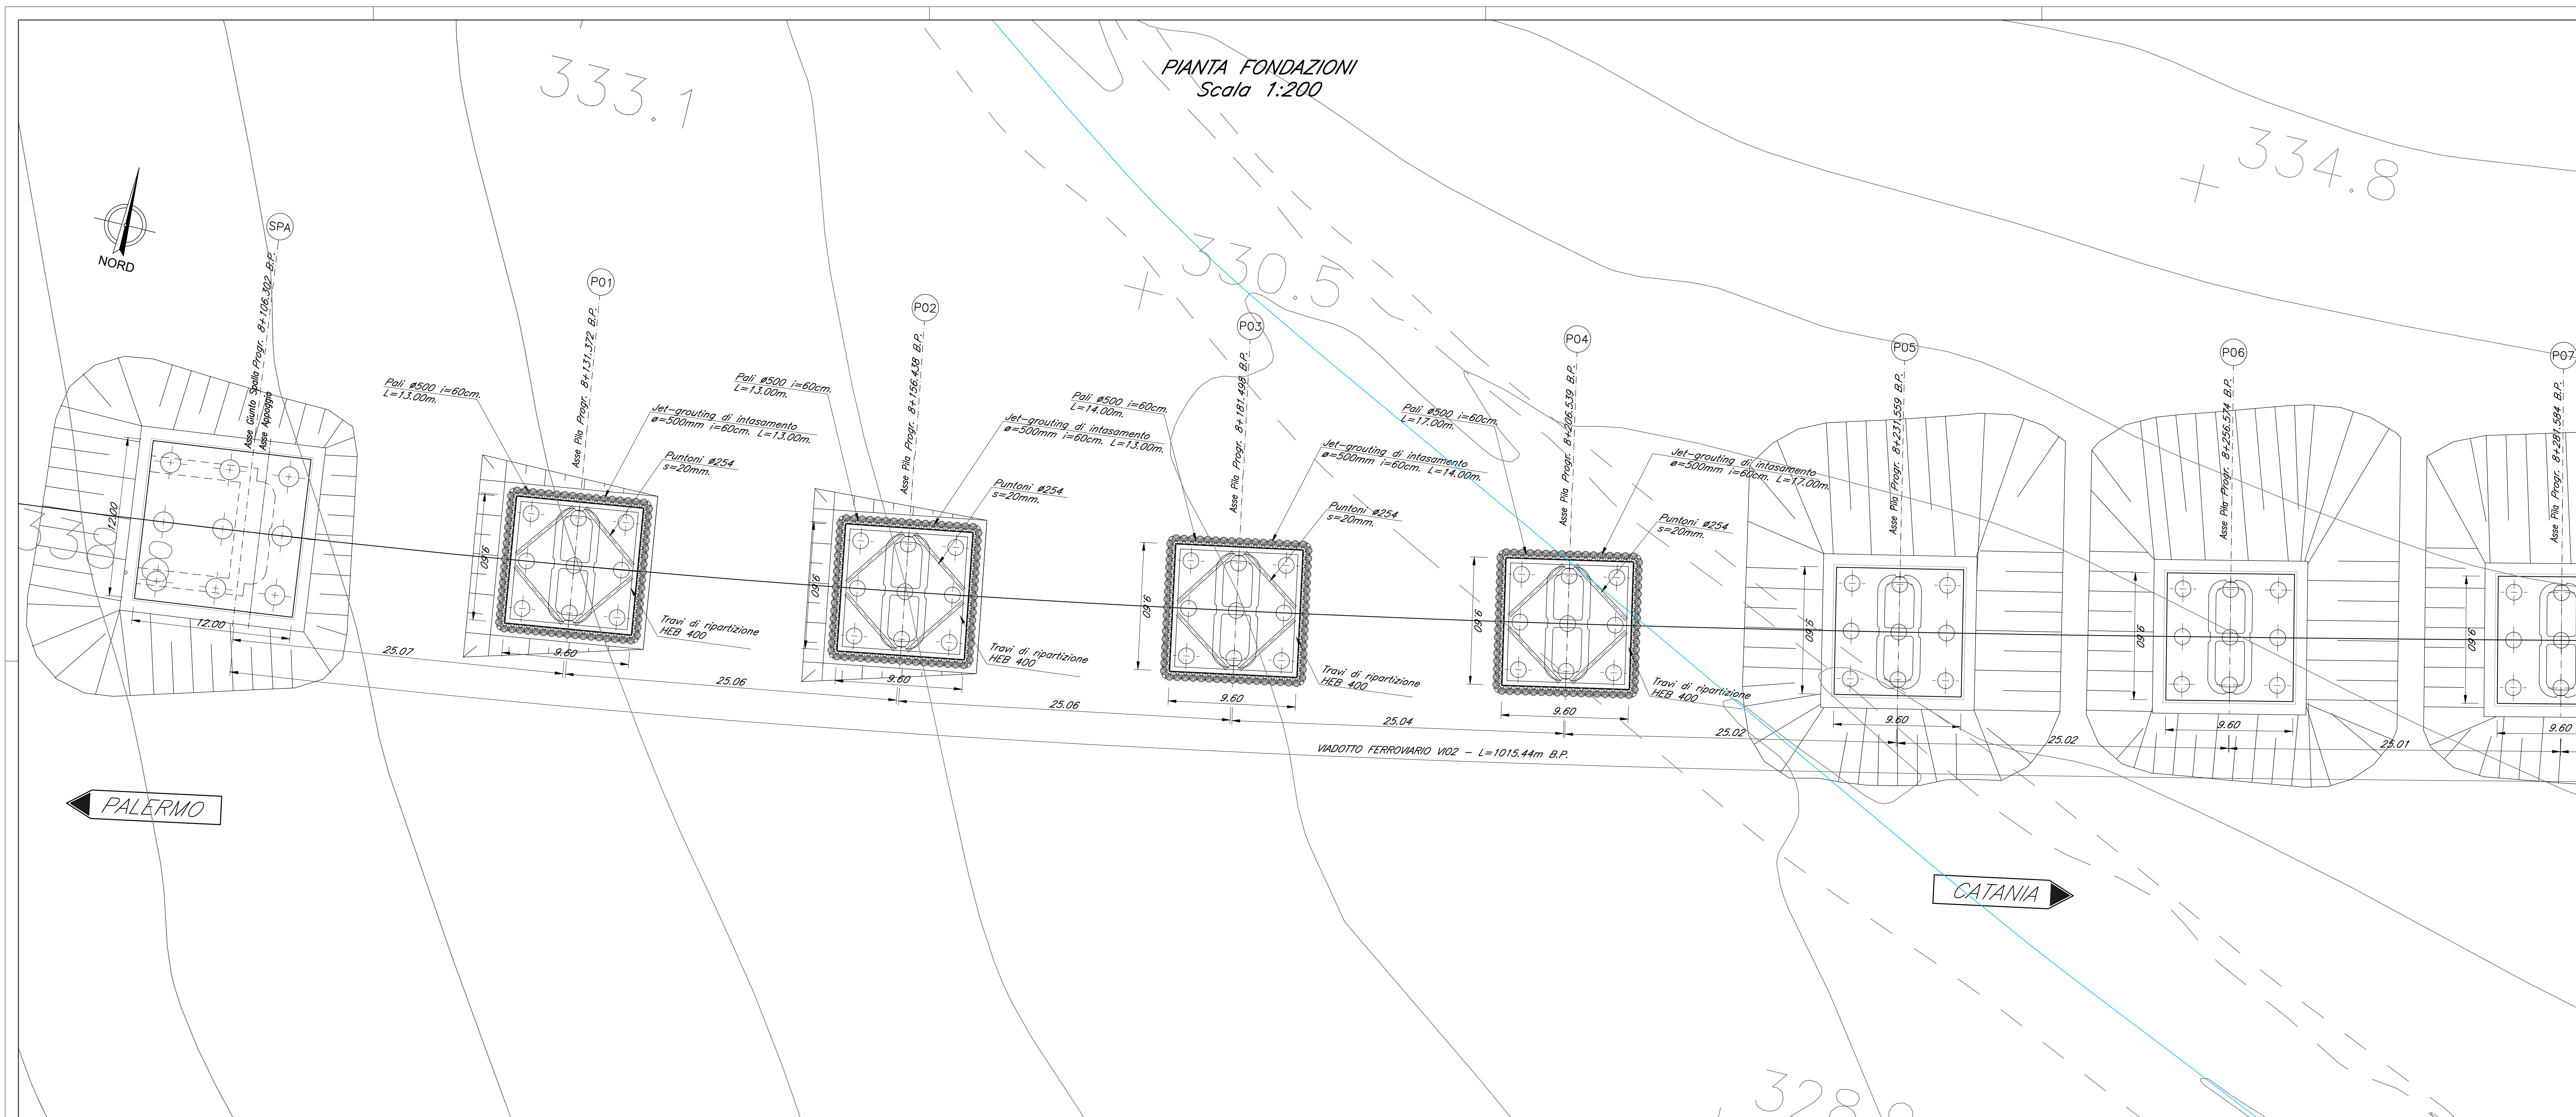 PIANTA FONDAZIONI
Scala 1:200
333.1
334.8
330.5
NORD
SPA
Asse Giunto Spalla Progr. 8+106.302 B.P.
Asse Appoggio
12.00
12.00
P01
Asse Pila Progr. 8+131.372 B.P.
Pali ø500 i=60cm.
L=13.00m.
Jet-grouting di intasamento
ø=500mm i=60cm. L=13.00m.
Puntoni ø254
s=20mm.
Travi di ripartizione
HEB 400
9.60
9.60
P02
Asse Pila Progr. 8+156.438 B.P.
Pali ø500 i=60cm.
L=13.00m.
Jet-grouting di intasamento
ø=500mm i=60cm. L=13.00m.
Puntoni ø254
s=20mm.
Travi di ripartizione
HEB 400
9.60
9.60
P03
Asse Pila Progr. 8+181.498 B.P.
Pali ø500 i=60cm.
L=14.00m.
Jet-grouting di intasamento
ø=500mm i=60cm. L=14.00m.
Puntoni ø254
s=20mm.
Travi di ripartizione
HEB 400
9.60
9.60
P04
Asse Pila Progr. 8+206.539 B.P.
Pali ø500 i=60cm.
L=17.00m.
Jet-grouting di intasamento
ø=500mm i=60cm. L=17.00m.
Puntoni ø254
s=20mm.
Travi di ripartizione
HEB 400
9.60
9.60
P05
Asse Pila Progr. 8+231.559 B.P.
9.60
9.60
P06
Asse Pila Progr. 8+256.574 B.P.
9.60
9.60
P07
Asse Pila Progr. 8+281.584 B.P.
9.60
9.60
25.07
25.06
25.06
25.04
25.02
25.02
25.01
VIADOTTO FERROVIARIO VI02 - L=1015.44m B.P.
PALERMO
CATANIA